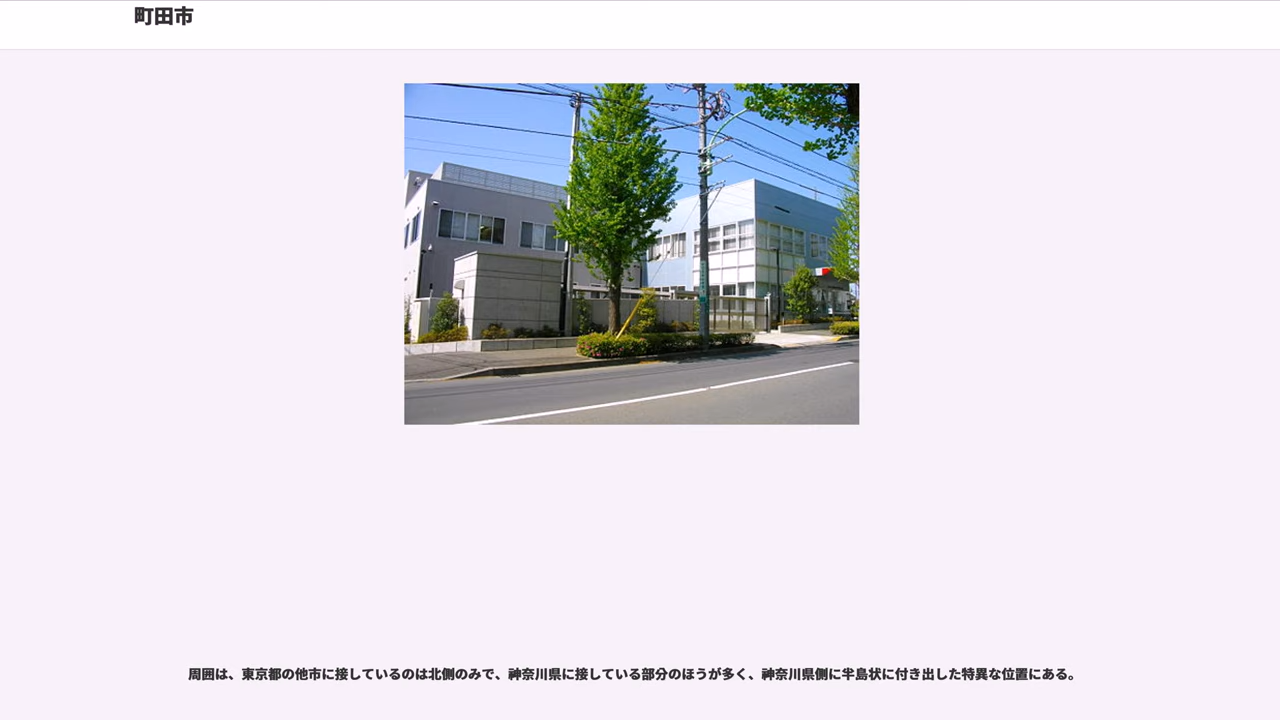 町田市
周囲は、東京都の他市に接しているのは北側のみで、神奈川県に接している部分のほうが多く、神奈川県側に半島状に付き出した特異な位置にある。